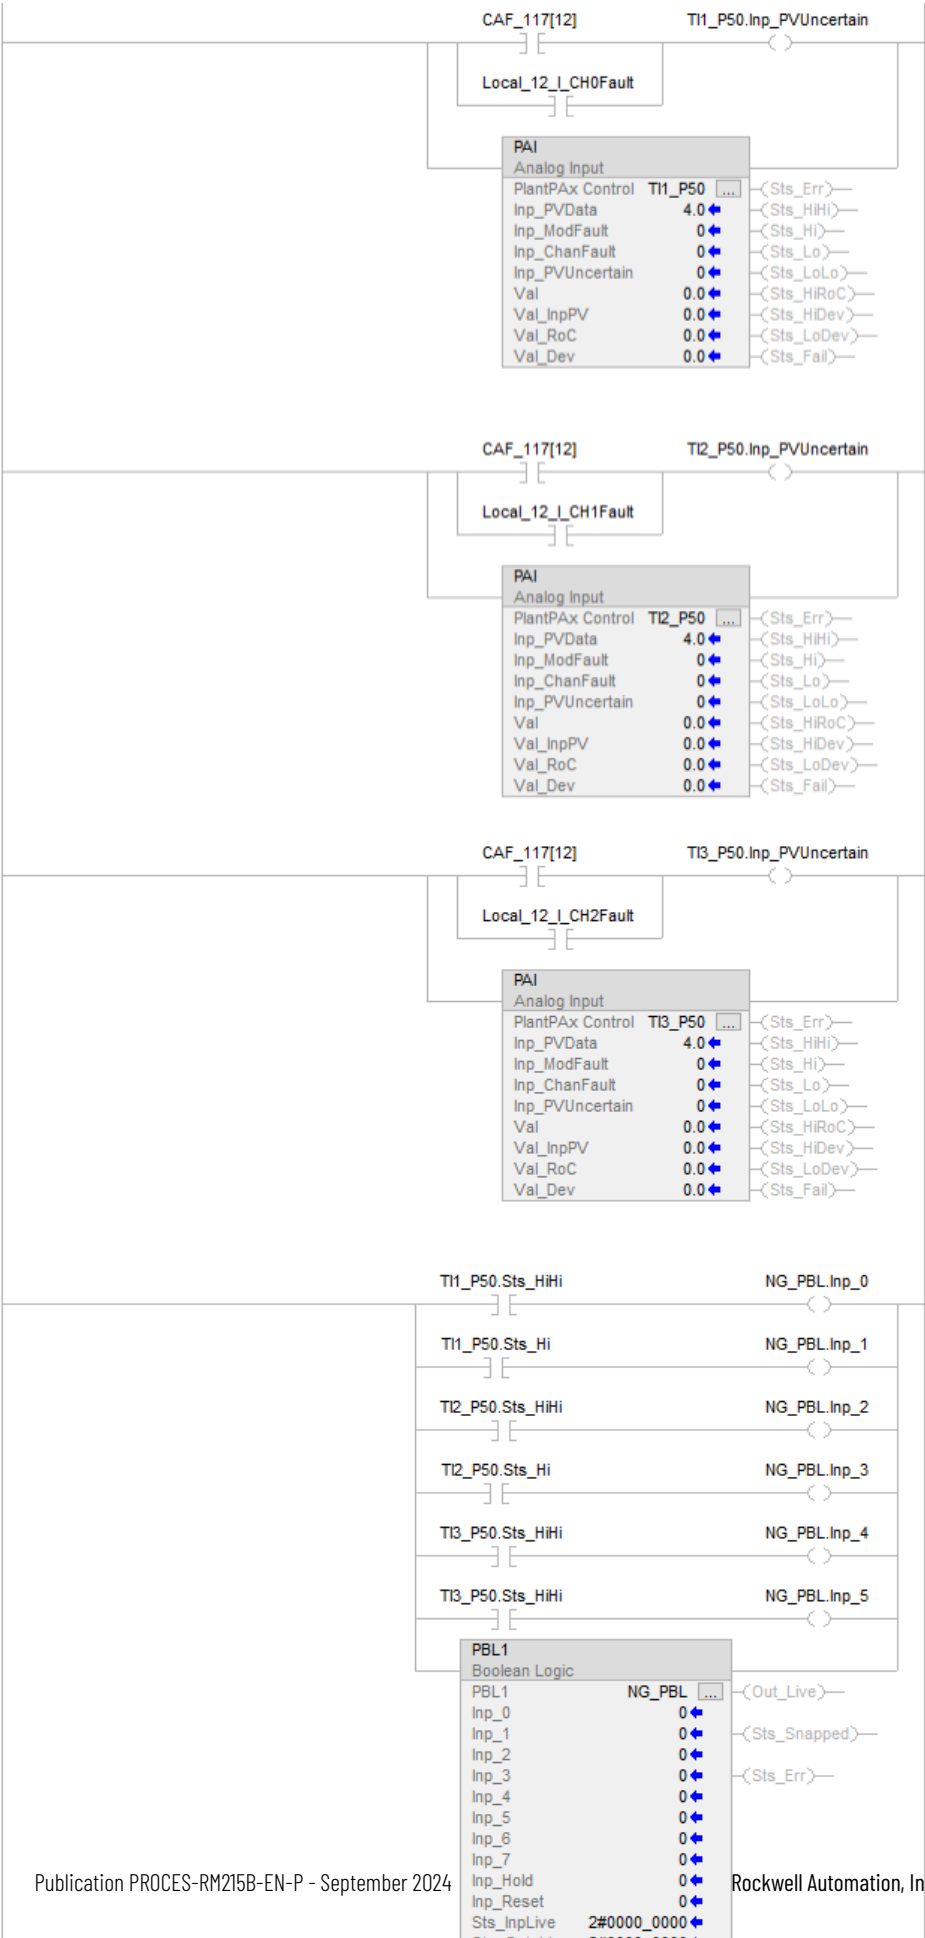 CAF_117[12] TI1_P50.Inp_PVUncertain
Local_12_I_CH0Fault
PAI
Analog Input
PlantPAx Control TI1_P50 ... Sts_Err
Inp_PVData 4.0 Sts_HiHi
Inp_ModFault 0 Sts_Hi
Inp_ChanFault 0 Sts_Lo
Inp_PVUncertain 0 Sts_LoLo
Val 0.0 Sts_HiRoC
Val_InpPV 0.0 Sts_HiDev
Val_RoC 0.0 Sts_LoDev
Val_Dev 0.0 Sts_Fail
CAF_117[12] TI2_P50.Inp_PVUncertain
Local_12_I_CH1Fault
PAI
Analog Input
PlantPAx Control TI2_P50 ... Sts_Err
Inp_PVData 4.0 Sts_HiHi
Inp_ModFault 0 Sts_Hi
Inp_ChanFault 0 Sts_Lo
Inp_PVUncertain 0 Sts_LoLo
Val 0.0 Sts_HiRoC
Val_InpPV 0.0 Sts_HiDev
Val_RoC 0.0 Sts_LoDev
Val_Dev 0.0 Sts_Fail
CAF_117[12] TI3_P50.Inp_PVUncertain
Local_12_I_CH2Fault
PAI
Analog Input
PlantPAx Control TI3_P50 ... Sts_Err
Inp_PVData 4.0 Sts_HiHi
Inp_ModFault 0 Sts_Hi
Inp_ChanFault 0 Sts_Lo
Inp_PVUncertain 0 Sts_LoLo
Val 0.0 Sts_HiRoC
Val_InpPV 0.0 Sts_HiDev
Val_RoC 0.0 Sts_LoDev
Val_Dev 0.0 Sts_Fail
TI1_P50.Sts_HiHi NG_PBL.Inp_0
TI1_P50.Sts_Hi NG_PBL.Inp_1
TI2_P50.Sts_HiHi NG_PBL.Inp_2
TI2_P50.Sts_Hi NG_PBL.Inp_3
TI3_P50.Sts_HiHi NG_PBL.Inp_4
TI3_P50.Sts_HiHi NG_PBL.Inp_5
PBL1
Boolean Logic
PBL1 NG_PBL ... Out_Live
Inp_0 0
Inp_1 0 Sts_Snapped
Inp_2 0
Inp_3 0 Sts_Err
Inp_4 0
Inp_5 0
Inp_6 0
Inp_7 0
Inp_Hold 0
Inp_Reset 0
Sts_InpLive 2#0000_0000
Publication PROCES-RM215B-EN-P - September 2024
Rockwell Automation, In